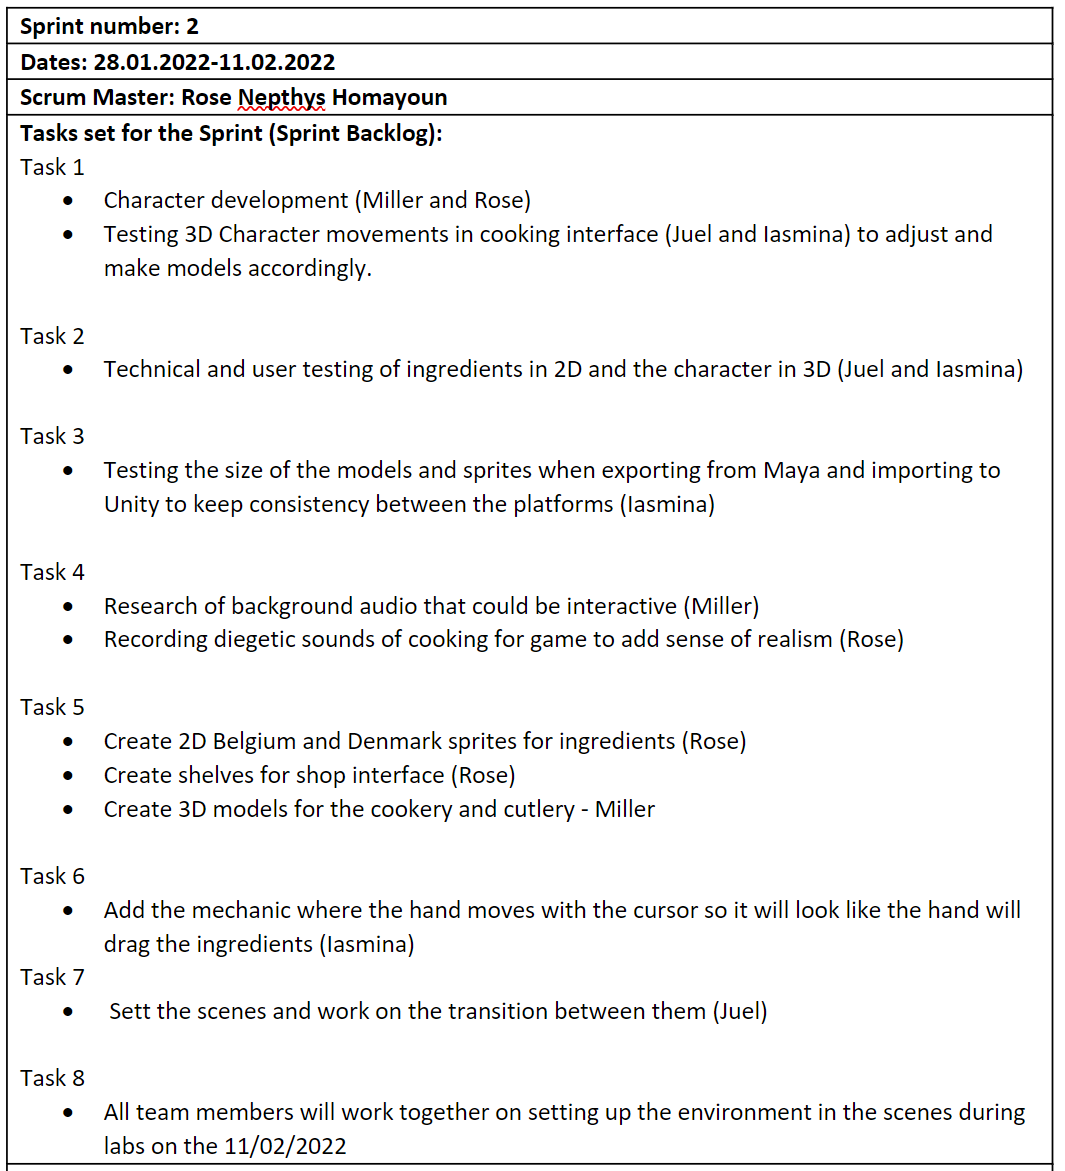 Sprint number: 2
Dates: 28.01.2022-11.02.2022
Scrum Master: Rose Nepthys Homayoun
Tasks set for the Sprint (Sprint Backlog):
Task 1
• Character development (Miller and Rose)
• Testing 3D Character movements in cooking interface (Juel and Iasmina) to adjust and
make models accordingly.
Task 2
• Technical and user testing of ingredients in 2D and the character in 3D (Juel and Iasmina)
Task 3
• Testing the size of the models and sprites when exporting from Maya and importing to
Unity to keep consistency between the platforms (Iasmina)
Task 4
• Research of background audio that could be interactive (Miller)
• Recording diegetic sounds of cooking for game to add sense of realism (Rose)
Task 5
• Create 2D Belgium and Denmark sprites for ingredients (Rose)
• Create shelves for shop interface (Rose)
• Create 3D models for the cookery and cutlery - Miller
Task 6
• Add the mechanic where the hand moves with the cursor so it will look like the hand will
drag the ingredients (Iasmina)
Task 7
• Sett the scenes and work on the transition between them (Juel)
Task 8
• All team members will work together on setting up the environment in the scenes during
labs on the 11/02/2022